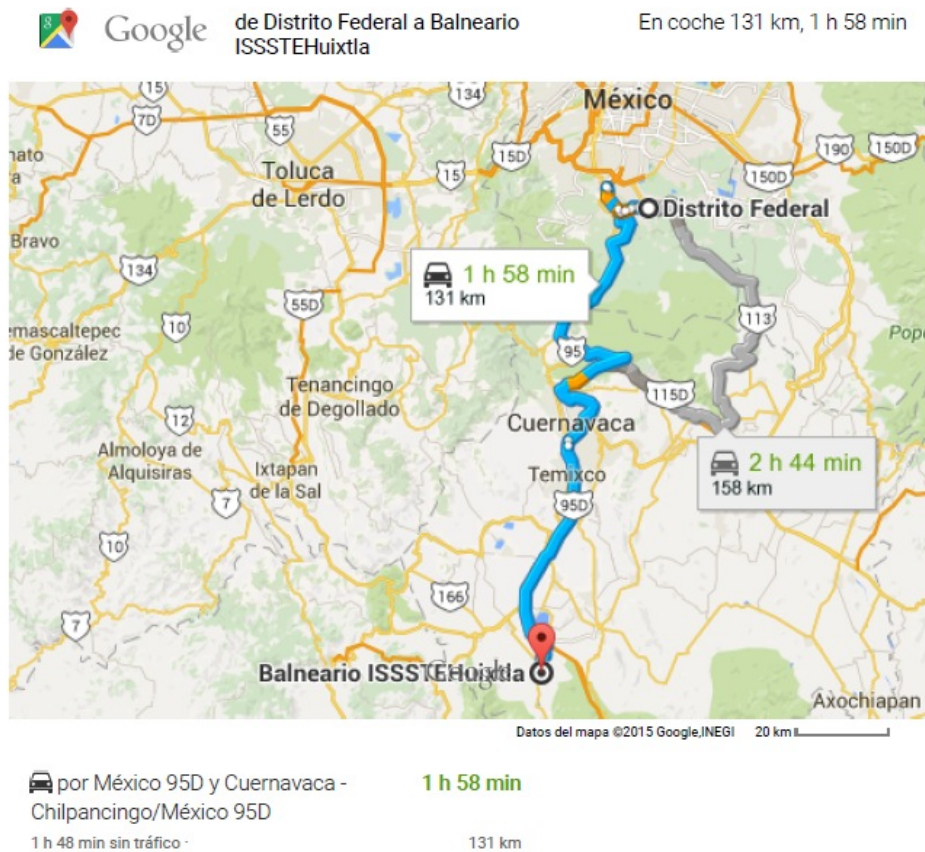 Google
de Distrito Federal a Balneario
ISSSTEHuixtla
En coche 131 km, 1 h 58 min
15
134
México
7D
55
15D
190
150D
Toluca
de Lerdo
15
150D
Distrito Federal
Bravo
134
1 h 58 min
131 km
55D
113
emascaltepec
de González
10
95
Tenancingo
de Degollado
115D
12
Cuernavaca
Almoloya de
Alquisiras
2 h 44 min
158 km
Ixtapan
de la Sal
Temixco
7
95D
10
166
7
Balneario ISSSTEHuixtla
Google
Axochiapan
Datos del mapa ©2015 Google,INEGI
20 km
por México 95D y Cuernavaca -
Chilpancingo/México 95D
1 h 58 min
1 h 48 min sin tráfico ·
131 km